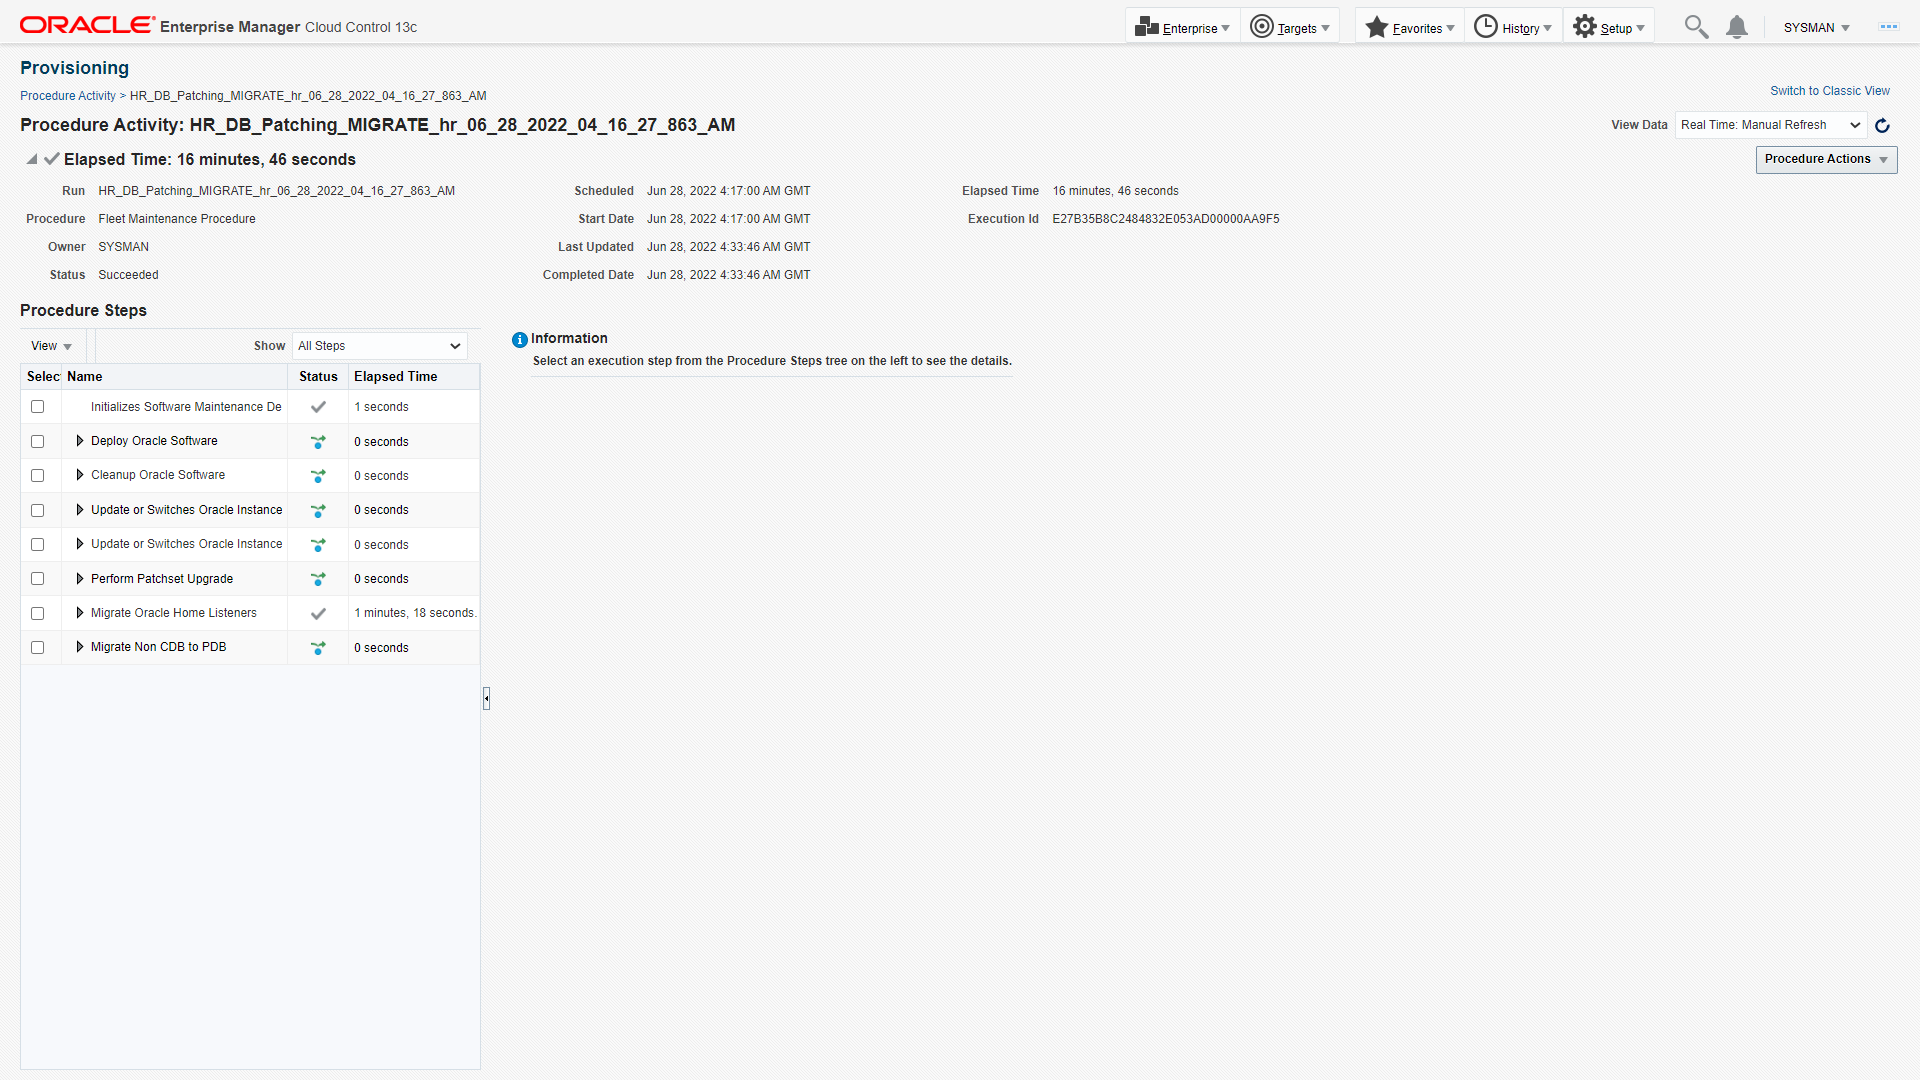 ORACLE Enterprise Manager Cloud Control 13c
Enterprise Targets Favorites History Setup SYSMAN
Provisioning
Procedure Activity > HR_DB_Patching_MIGRATE_hr_06_28_2022_04_16_27_863_AM
Switch to Classic View
Procedure Activity: HR_DB_Patching_MIGRATE_hr_06_28_2022_04_16_27_863_AM
View Data Real Time: Manual Refresh
Elapsed Time: 16 minutes, 46 seconds
Procedure Actions
Run HR_DB_Patching_MIGRATE_hr_06_28_2022_04_16_27_863_AM
Procedure Fleet Maintenance Procedure
Owner SYSMAN
Status Succeeded
Scheduled Jun 28, 2022 4:17:00 AM GMT
Start Date Jun 28, 2022 4:17:00 AM GMT
Last Updated Jun 28, 2022 4:33:46 AM GMT
Completed Date Jun 28, 2022 4:33:46 AM GMT
Elapsed Time 16 minutes, 46 seconds
Execution Id E27B35B8C2484832E053AD00000AA9F5
Procedure Steps
View Show All Steps
Selec Name Status Elapsed Time
Initializes Software Maintenance De 1 seconds
Deploy Oracle Software 0 seconds
Cleanup Oracle Software 0 seconds
Update or Switches Oracle Instance 0 seconds
Update or Switches Oracle Instance 0 seconds
Perform Patchset Upgrade 0 seconds
Migrate Oracle Home Listeners 1 minutes, 18 seconds.
Migrate Non CDB to PDB 0 seconds
Information
Select an execution step from the Procedure Steps tree on the left to see the details.